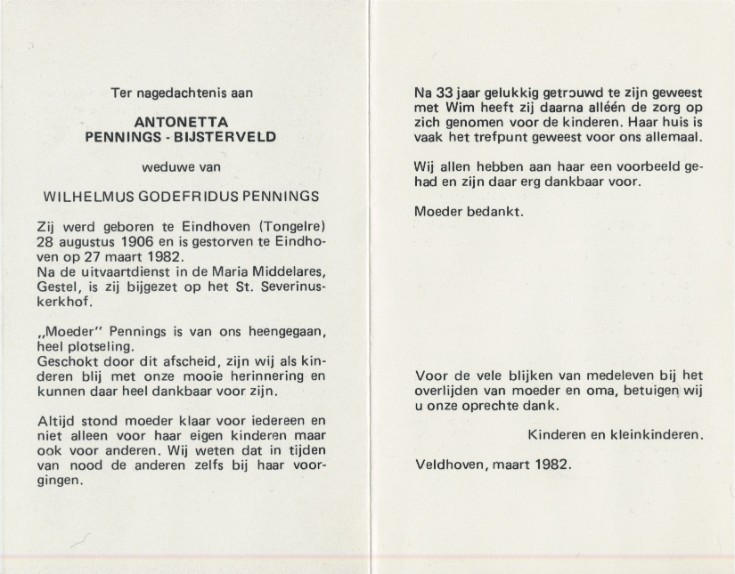 Ter nagedachtenis aan
ANTONETTA
PENNINGS - BIJSTERVELD
weduwe van
WILHELMUS GODEFRIDUS PENNINGS
Zij werd geboren te Eindhoven (Tongelre)
28 augustus 1906 en is gestorven te Eindho-
ven op 27 maart 1982.
Na de uitvaartdienst in de Maria Middelares,
Gestel, is zij bijgezet op het St. Severinus-
kerkhof.
„Moeder" Pennings is van ons heengegaan,
heel plotseling.
Geschokt door dit afscheid, zijn wij als kin-
deren blij met onze mooie herinnering en
kunnen daar heel dankbaar voor zijn.
Altijd stond moeder klaar voor iedereen en
niet alleen voor haar eigen kinderen maar
ook voor anderen. Wij weten dat in tijden
van nood de anderen zelfs bij haar voor-
gingen.
Na 33 jaar gelukkig getrouwd te zijn geweest
met Wim heeft zij daarna alléén de zorg op
zich genomen voor de kinderen. Haar huis is
vaak het trefpunt geweest voor ons allemaal.
Wij allen hebben aan haar een voorbeeld ge-
had en zijn daar erg dankbaar voor.
Moeder bedankt.
Voor de vele blijken van medeleven bij het
overlijden van moeder en oma, betuigen wij
u onze oprechte dank.
Kinderen en kleinkinderen.
Veldhoven, maart 1982.